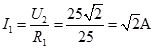 I₁ = U₂/R₁ = 25√2/25 = √2A